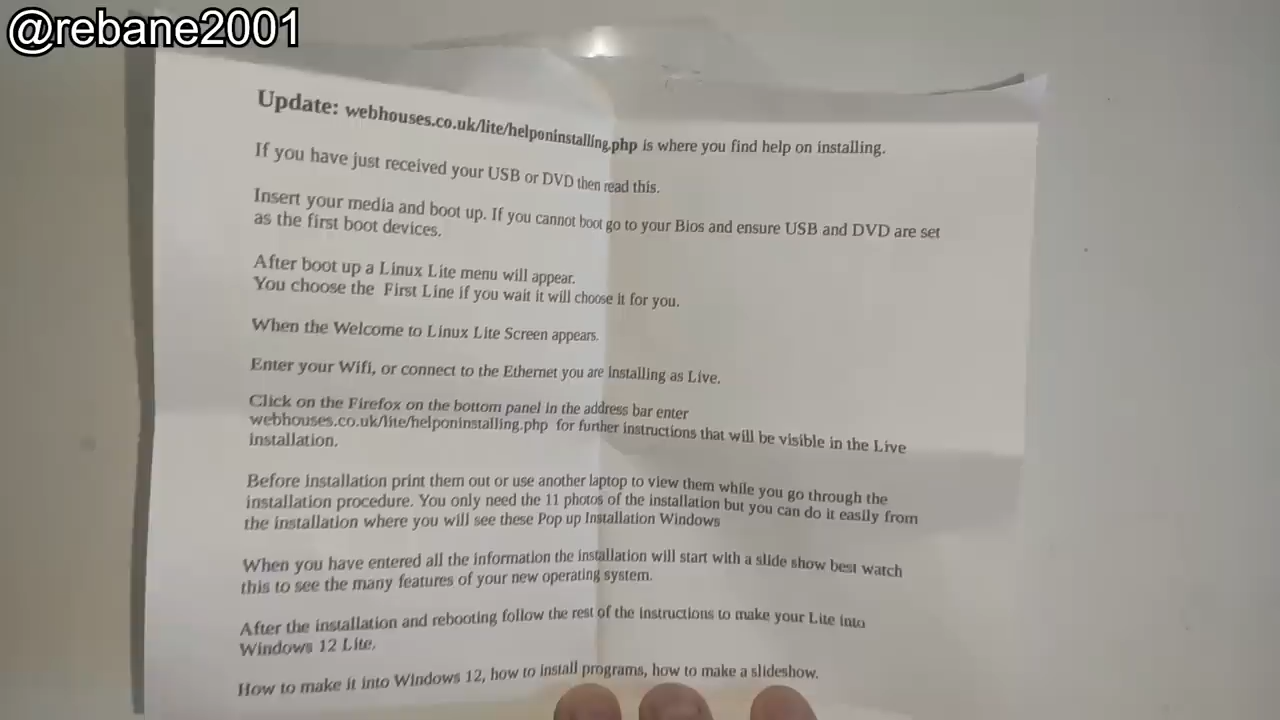 @rebane2001
Update: webhouses.co.uk/lite/helponinstalling.php is where you find help on installing.
If you have just received your USB or DVD then read this.
Insert your media and boot up. If you cannot boot go to your Bios and ensure USB and DVD are set
as the first boot devices.
After boot up a Linux Lite menu will appear.
You choose the First Line if you wait it will choose it for you.
When the Welcome to Linux Lite Screen appears.
Enter your Wifi, or connect to the Ethernet you are installing as Live.
Click on the Firefox on the bottom panel in the address bar enter
webhouses.co.uk/lite/helponinstalling.php for further instructions that will be visible in the Live
installation.
Before installation print them out or use another laptop to view them while you go through the
installation procedure. You only need the 11 photos of the installation but you can do it easily from
the installation where you will see these Pop up Installation Windows
When you have entered all the information the installation will start with a slide show best watch
this to see the many features of your new operating system.
After the installation and rebooting follow the rest of the instructions to make your Lite into
Windows 12 Lite.
How to make it into Windows 12, how to install programs, how to make a slideshow.